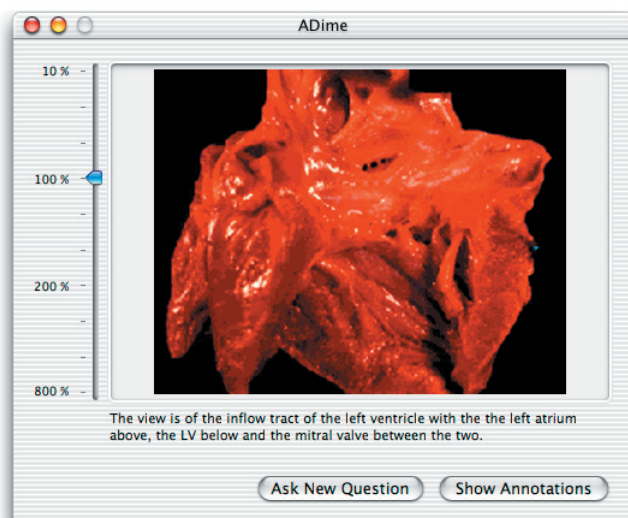 ADime
10 %
100 %
200 %
800 %
The view is of the inflow tract of the left ventricle with the the left atrium
above, the LV below and the mitral valve between the two.
Ask New Question
Show Annotations